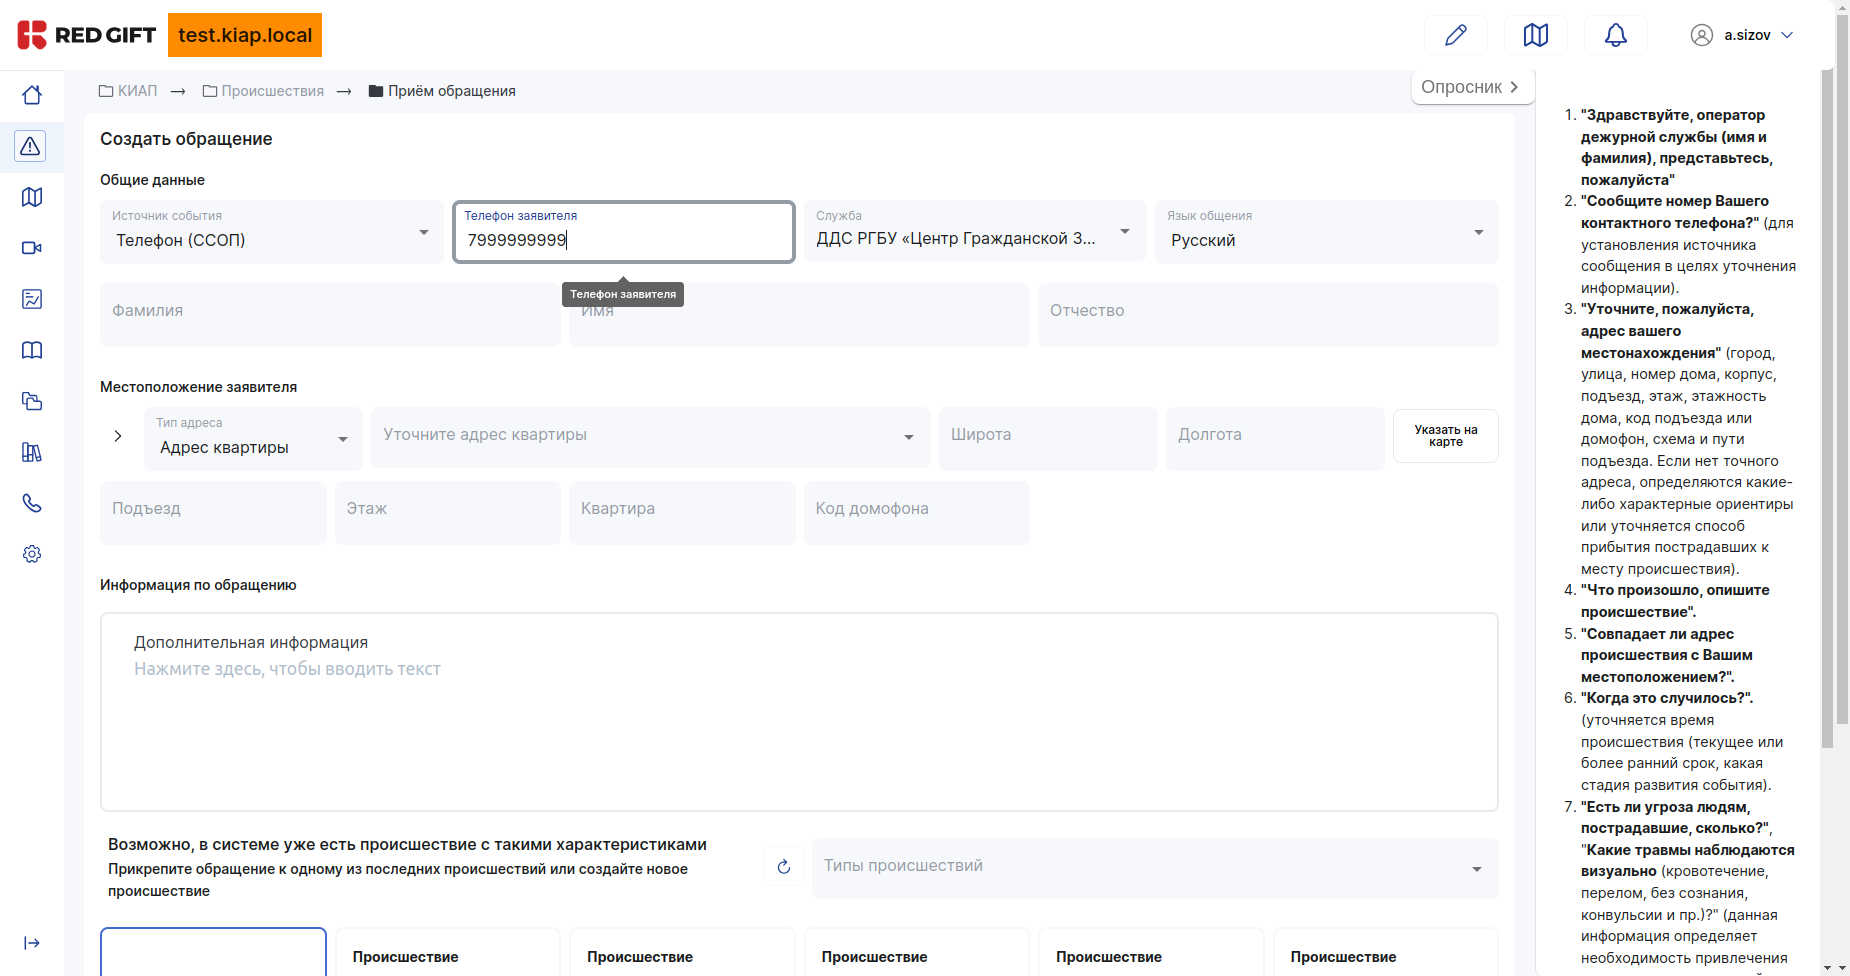 RED GIFT
test.kiap.local
a.sizov
КИАП → Происшествия → Приём обращения
Опросник
Создать обращение
Общие данные
Источник события
Телефон (ССОП)
Телефон заявителя
7999999999
Служба
ДДС РГБУ «Центр Гражданской З...
Язык общения
Русский
Телефон заявителя
Фамилия
Имя
Отчество
Местоположение заявителя
Тип адреса
Адрес квартиры
Уточните адрес квартиры
Широта
Долгота
Указать на
карте
Подъезд
Этаж
Квартира
Код домофона
Информация по обращению
Дополнительная информация
Нажмите здесь, чтобы вводить текст
Возможно, в системе уже есть происшествие с такими характеристиками
Прикрепите обращение к одному из последних происшествий или создайте новое
происшествие
Типы происшествий
Происшествие
Происшествие
Происшествие
Происшествие
Происшествие
1. "Здравствуйте, оператор
дежурной службы (имя и
фамилия), представьтесь,
пожалуйста"
2. "Сообщите номер Вашего
контактного телефона?" (для
установления источника
сообщения в целях уточнения
информации).
3. "Уточните, пожалуйста,
адрес вашего
местонахождения" (город,
улица, номер дома, корпус,
подъезд, этаж, этажность
дома, код подъезда или
домофон, схема и пути
подъезда. Если нет точного
адреса, определяются какие-
либо характерные ориентиры
или уточняется способ
прибытия пострадавших к
месту происшествия).
4. "Что произошло, опишите
происшествие".
5. "Совпадает ли адрес
происшествия с Вашим
местоположением?".
6. "Когда это случилось?".
(уточняется время
происшествия (текущее или
более ранний срок, какая
стадия развития события).
7. "Есть ли угроза людям,
пострадавшие, сколько?",
"Какие травмы наблюдаются
визуально (кровотечение,
перелом, без сознания,
конвульсии и пр.)?" (данная
информация определяет
необходимость привлечения